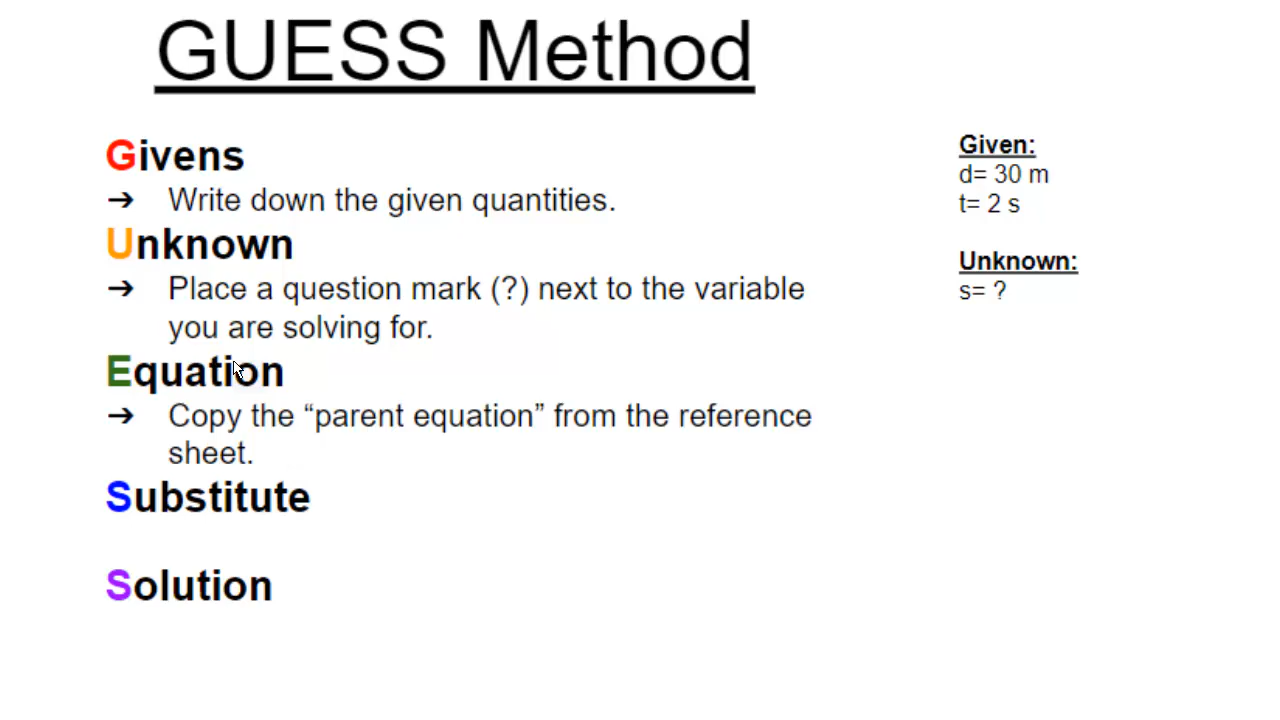 GUESS Method
Givens
➔ Write down the given quantities.
Unknown
➔ Place a question mark (?) next to the variable
you are solving for.
Equation
➔ Copy the “parent equation” from the reference
sheet.
Substitute
Solution
Given:
d= 30 m
t= 2 s
Unknown:
s= ?